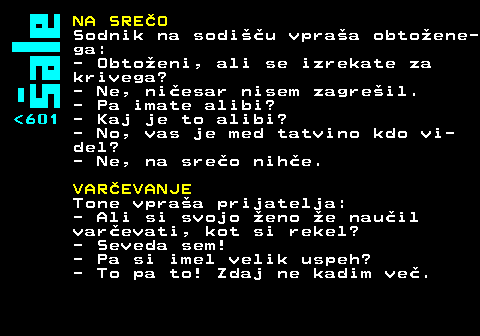 Šale
<601
NA SREČO
Sodnik na sodišču vpraša obtožene-
ga:
- Obtoženi, ali se izrekate za
krivega?
- Ne, ničesar nisem zagrešil.
- Pa imate alibi?
- Kaj je to alibi?
- No, vas je med tatvino kdo vi-
del?
- Ne, na srečo nihče.
VARČEVANJE
Tone vpraša prijatelja:
- Ali si svojo ženo že naučil
varčevati, kot si rekel?
- Seveda sem!
- Pa si imel velik uspeh?
- To pa to! Zdaj ne kadim več.